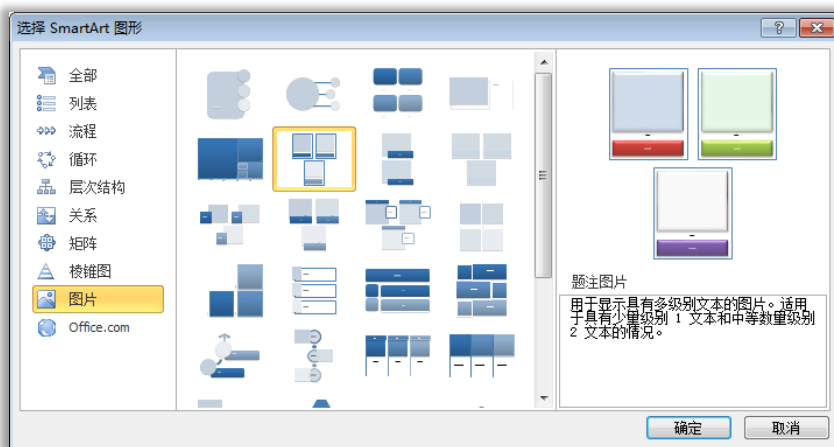 选择 SmartArt 图形
全部
列表
流程
循环
层次结构
关系
矩阵
棱锥图
图片
Office.com
题注图片
用于显示具有多级别文本的图片。适用
于具有少量级别 1 文本和中等数量级别
2 文本的情况。
确定
取消